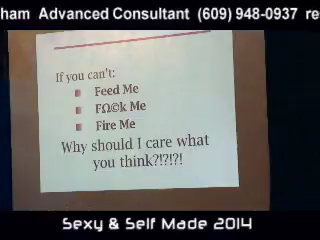 ham Advanced Consultant (609) 948-0937 re
If you can't:
Feed Me
FΩ©k Me
Fire Me
Why should I care what
you think?!?!?!
Sexy & Self Made 2014